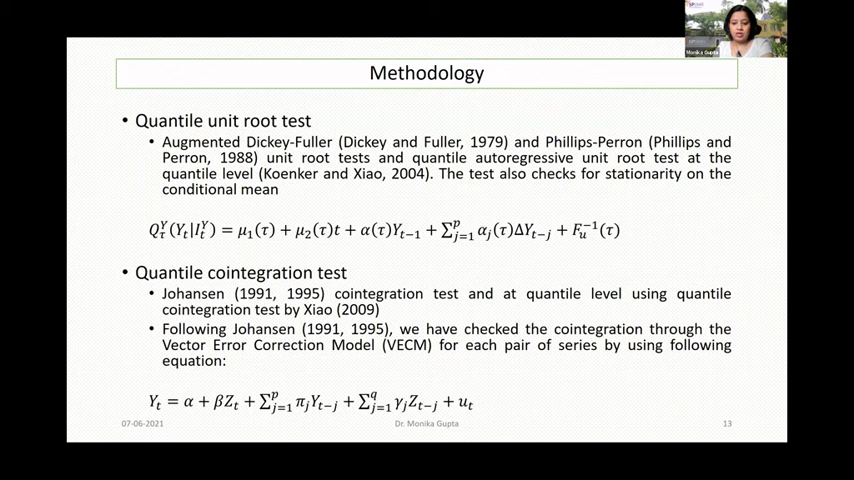 Monika Gupta
Methodology
• Quantile unit root test
• Augmented Dickey-Fuller (Dickey and Fuller, 1979) and Phillips-Perron (Phillips and
Perron, 1988) unit root tests and quantile autoregressive unit root test at the
quantile level (Koenker and Xiao, 2004). The test also checks for stationarity on the
conditional mean
Q_τ^Y(Y_t|I_t^Y) = μ_1(τ) + μ_2(τ)t + α(τ)Y_{t−1} + ∑_{j=1}^p α_j(τ)ΔY_{t−j} + F_u^{−1}(τ)
• Quantile cointegration test
• Johansen (1991, 1995) cointegration test and at quantile level using quantile
cointegration test by Xiao (2009)
• Following Johansen (1991, 1995), we have checked the cointegration through the
Vector Error Correction Model (VECM) for each pair of series by using following
equation:
Y_t = α + βZ_t + ∑_{j=1}^p π_jY_{t−j} + ∑_{j=1}^q γ_jZ_{t−j} + u_t
07-06-2021
Dr. Monika Gupta
13